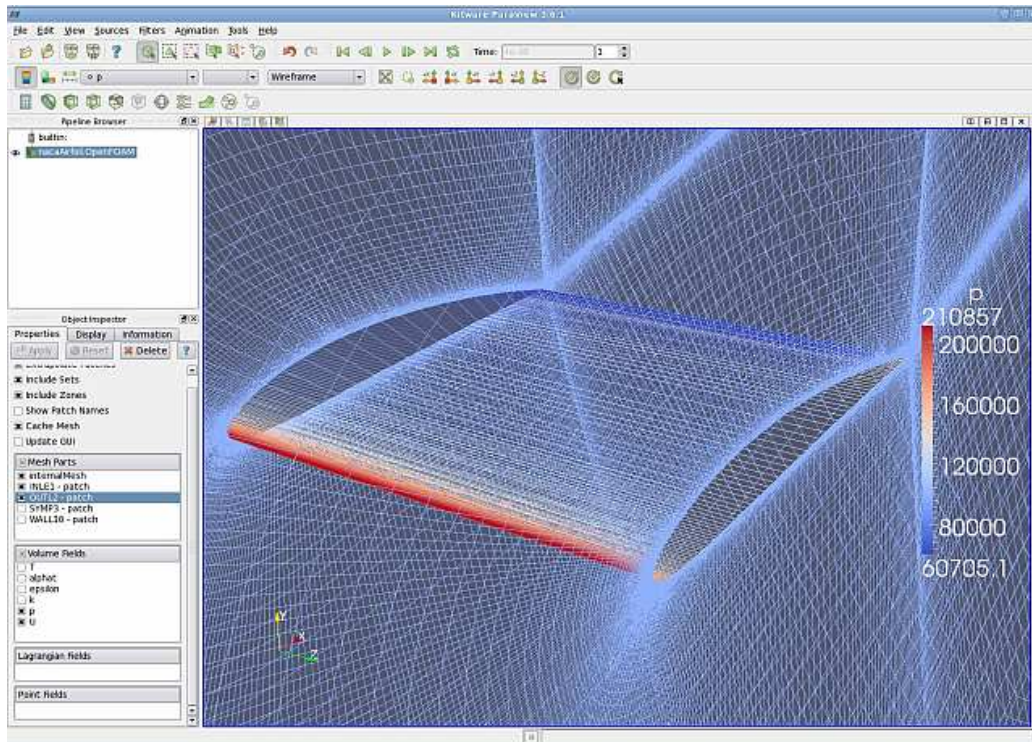 Kitware ParaView 3.6.1
File Edit View Sources Filters Animation Tools Help
Time: 1
p Wireframe
Pipeline Browser
builtin:
nacaAirfoil.OpenFOAM
Object Inspector
Properties Display Information
Apply Reset Delete ?
Include Sets
Include Zones
Show Patch Names
Cache Mesh
Update GUI
Mesh Parts
internalMesh
INLE1 - patch
OUTL2 - patch
SYMP3 - patch
WALL10 - patch
Volume Fields
T
alphat
epsilon
k
p
U
Lagrangian Fields
Point Fields
p
210857
200000
160000
120000
80000
60705.1
Y
X
Z